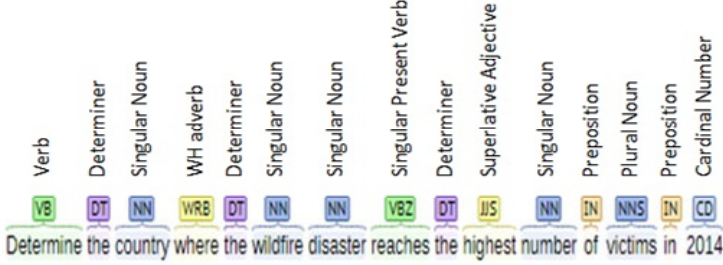 Verb Determiner Singular Noun WH adverb Determiner Singular Noun Singular Noun Singular Present Verb Determiner Superlative Adjective Singular Noun Preposition Plural Noun Preposition Cardinal Number
VB DT NN WRB DT NN NN VBZ DT JJS NN IN NNS IN CD
Determine the country where the wildfire disaster reaches the highest number of victims in 2014